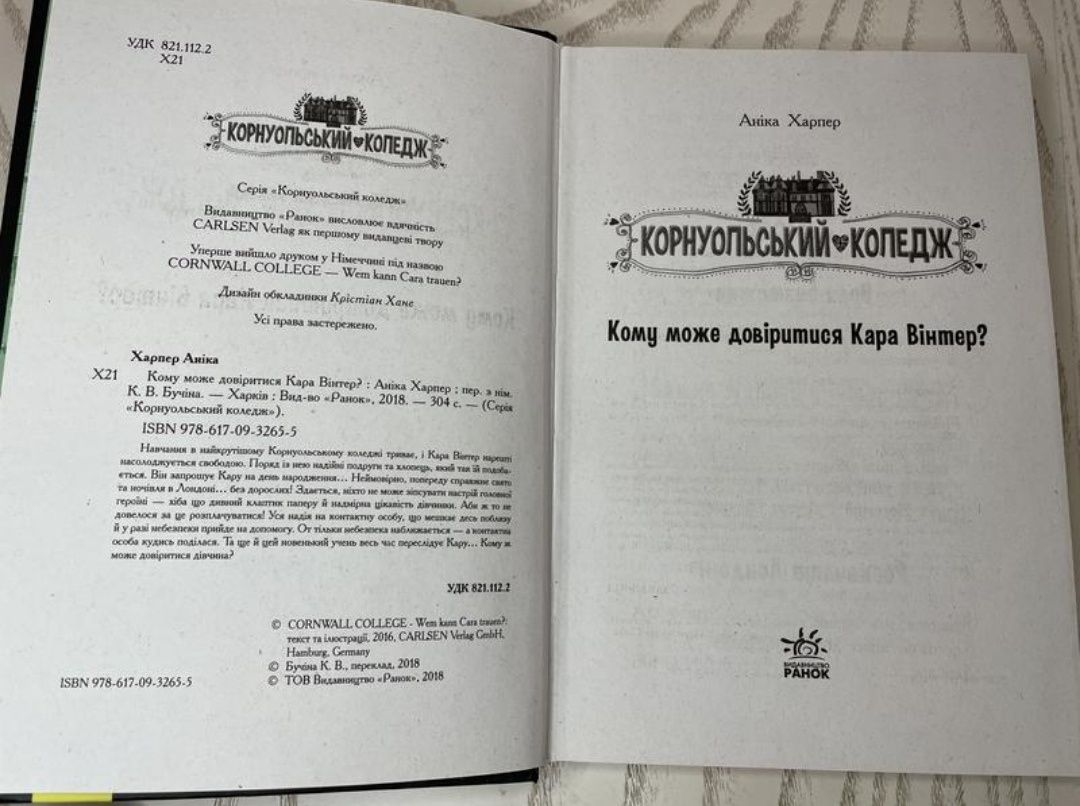 УДК 821.112.2
Х21
КОРНУОЛЬСЬКИЙ КОЛЕДЖ
Серія «Корнуольський коледж»
Видавництво «Ранок» висловлює вдячність
CARLSEN Verlag як першому видавцеві твору
Уперше вийшло друком у Німеччині під назвою
CORNWALL COLLEGE — Wem kann Cara trauen?
Дизайн обкладинки Крістіан Хане
Усі права застережено.
Харпер Аніка
Х21 Кому може довіритися Кара Вінтер? : Аніка Харпер ; пер. з нім.
К. В. Бучіна. — Харків : Вид-во «Ранок», 2018. — 304 с. — (Серія
«Корнуольський коледж»).
ISBN 978-617-09-3265-5
Навчання в найкрутішому Корнуольському коледжі триває, і Кара Вінтер нарешті
насолоджується свободою. Поряд із нею надійні подруги та хлопець, який так їй подоба-
ється. Він запрошує Кару на день народження... Неймовірно, попереду справжнє свято
та ночівля в Лондоні... без дорослих! Здається, ніхто не може зіпсувати настрій головної
героїні — хіба що дивний клаптик паперу й надмірна цікавість дівчинки. Аби ж то не
довелося за це розплачуватися! Уся надія на контактну особу, що мешкає десь поблизу
й у разі небезпеки прийде на допомогу. От тільки небезпека наближається — а контактна
особа кудись поділася. Та ще й цей новенький учень весь час переслідує Кару... Кому ж
може довіритися дівчина?
УДК 821.112.2
© CORNWALL COLLEGE - Wem kann Cara trauen?:
текст та ілюстрації, 2016, CARLSEN Verlag GmbH,
Hamburg, Germany
© Бучіна К. В., переклад, 2018
ISBN 978-617-09-3265-5
© ТОВ Видавництво «Ранок», 2018
Аніка Харпер
КОРНУОЛЬСЬКИЙ КОЛЕДЖ
Кому може довіритися Кара Вінтер?
ВИДАВНИЦТВО
РАНОК